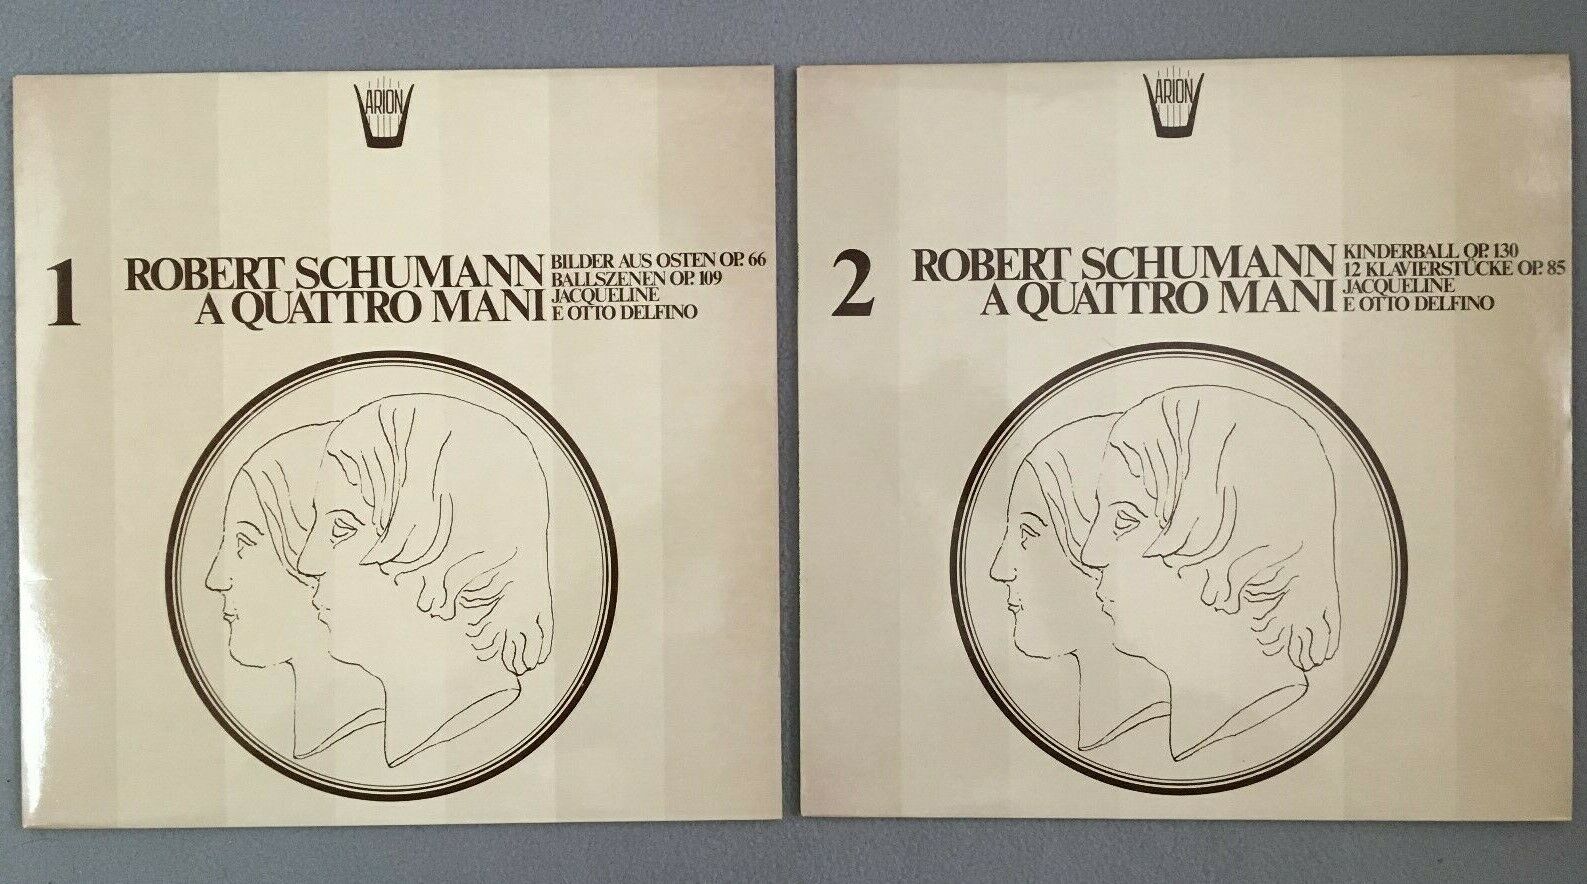 ARION
1
ROBERT SCHUMANN
A QUATTRO MANI
BILDER AUS OSTEN OP. 66
BALLSZENEN OP. 109
JACQUELINE
E OTTO DELFINO
ARION
2
ROBERT SCHUMANN
A QUATTRO MANI
KINDERBALL OP. 130
12 KLAVIERSTÜCKE OP. 85
JACQUELINE
E OTTO DELFINO